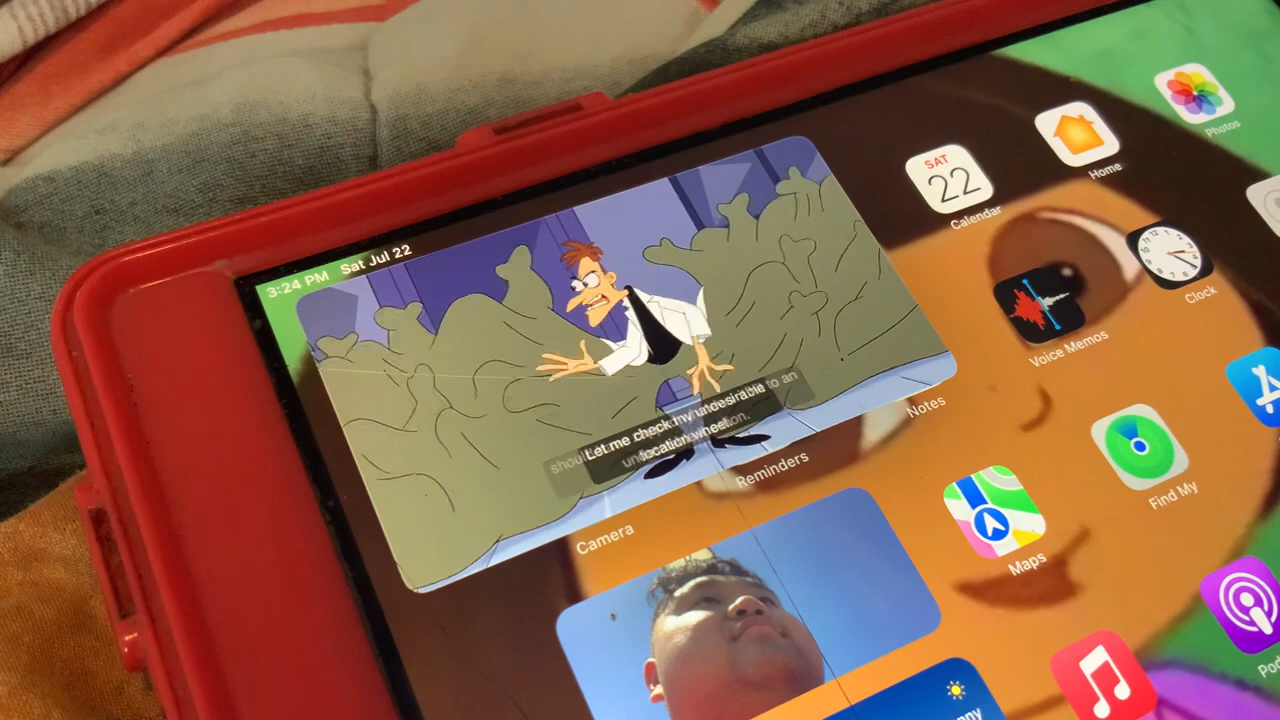 3:24 PM Sat Jul 22
Photos
Home
SAT
22
Calendar
Clock
Voice Memos
Let me check my undesirable
location wheel.
Notes
Reminders
Camera
Find My
Maps